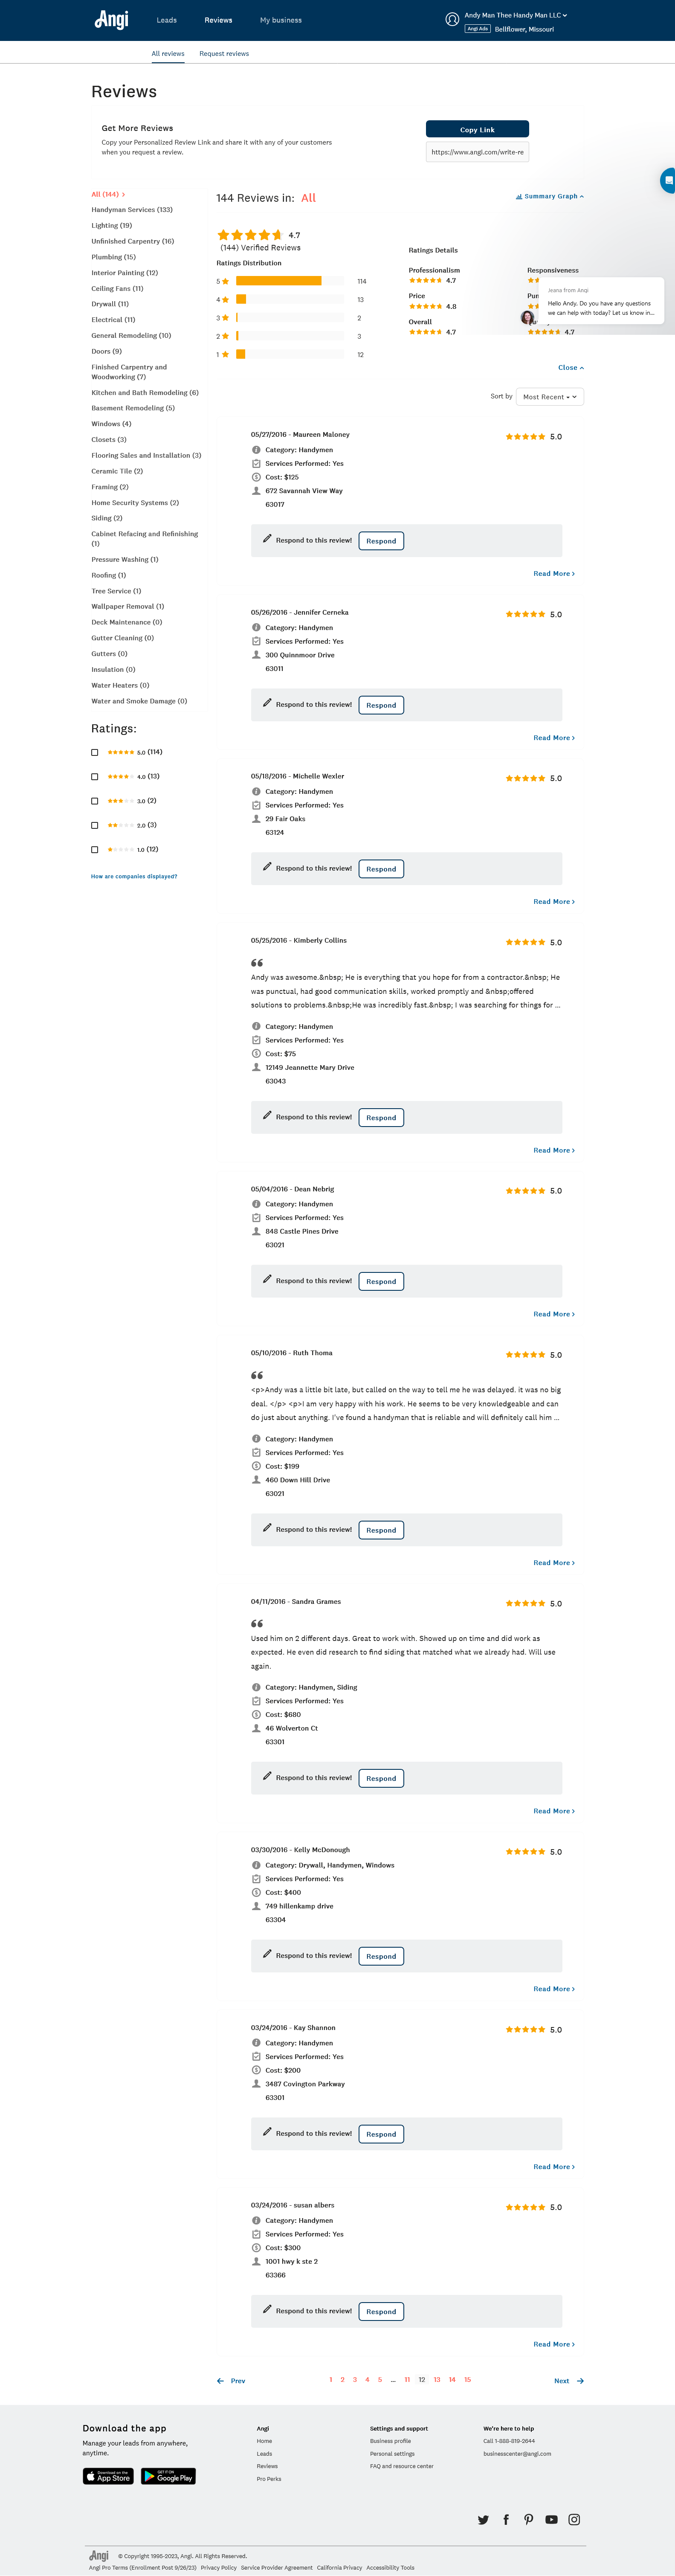 Angi
Leads
Reviews
My business
Andy Man Thee Handy Man LLC
Angi Ads
Bellflower, Missouri
All reviews
Request reviews
Reviews
Get More Reviews
Copy your Personalized Review Link and share it with any of your customers
when you request a review.
Copy Link
https://www.angi.com/write-re
All (144)
Handyman Services (133)
Lighting (19)
Unfinished Carpentry (16)
Plumbing (15)
Interior Painting (12)
Ceiling Fans (11)
Drywall (11)
Electrical (11)
General Remodeling (10)
Doors (9)
Finished Carpentry and
Woodworking (7)
Kitchen and Bath Remodeling (6)
Basement Remodeling (5)
Windows (4)
Closets (3)
Flooring Sales and Installation (3)
Ceramic Tile (2)
Framing (2)
Home Security Systems (2)
Siding (2)
Cabinet Refacing and Refinishing
(1)
Pressure Washing (1)
Roofing (1)
Tree Service (1)
Wallpaper Removal (1)
Deck Maintenance (0)
Gutter Cleaning (0)
Gutters (0)
Insulation (0)
Water Heaters (0)
Water and Smoke Damage (0)
Ratings:
5.0 (114)
4.0 (13)
3.0 (2)
2.0 (3)
1.0 (12)
How are companies displayed?
144 Reviews in: All
Summary Graph
4.7
(144) Verified Reviews
Ratings Distribution
5 114
4 13
3 2
2 3
1 12
Ratings Details
Professionalism
4.7
Price
4.8
Overall
4.7
Responsiveness
4.7
Jeana from Angi
Hello Andy. Do you have any questions
we can help with today? Let us know in...
Close
Sort by
Most Recent
05/27/2016 - Maureen Maloney
5.0
Category: Handymen
Services Performed: Yes
Cost: $125
672 Savannah View Way
63017
Respond to this review!
Respond
Read More
05/26/2016 - Jennifer Cerneka
5.0
Category: Handymen
Services Performed: Yes
300 Quinnmoor Drive
63011
Respond to this review!
Respond
Read More
05/18/2016 - Michelle Wexler
5.0
Category: Handymen
Services Performed: Yes
29 Fair Oaks
63124
Respond to this review!
Respond
Read More
05/25/2016 - Kimberly Collins
5.0
Andy was awesome.&nbsp; He is everything that you hope for from a contractor.&nbsp; He
was punctual, had good communication skills, worked promptly and &nbsp;offered
solutions to problems.&nbsp;He was incredibly fast.&nbsp; I was searching for things for ...
Category: Handymen
Services Performed: Yes
Cost: $75
12149 Jeannette Mary Drive
63043
Respond to this review!
Respond
Read More
05/04/2016 - Dean Nebrig
5.0
Category: Handymen
Services Performed: Yes
848 Castle Pines Drive
63021
Respond to this review!
Respond
Read More
05/10/2016 - Ruth Thoma
5.0
<p>Andy was a little bit late, but called on the way to tell me he was delayed. it was no big
deal. </p> <p>I am very happy with his work. He seems to be very knowledgeable and can
do just about anything. I've found a handyman that is reliable and will definitely call him ...
Category: Handymen
Services Performed: Yes
Cost: $199
460 Down Hill Drive
63021
Respond to this review!
Respond
Read More
04/11/2016 - Sandra Grames
5.0
Used him on 2 different days. Great to work with. Showed up on time and did work as
expected. He even did research to find siding that matched what we already had. Will use
again.
Category: Handymen, Siding
Services Performed: Yes
Cost: $680
46 Wolverton Ct
63301
Respond to this review!
Respond
Read More
03/30/2016 - Kelly McDonough
5.0
Category: Drywall, Handymen, Windows
Services Performed: Yes
Cost: $400
749 hillenkamp drive
63304
Respond to this review!
Respond
Read More
03/24/2016 - Kay Shannon
5.0
Category: Handymen
Services Performed: Yes
Cost: $200
3487 Covington Parkway
63301
Respond to this review!
Respond
Read More
03/24/2016 - susan albers
5.0
Category: Handymen
Services Performed: Yes
Cost: $300
1001 hwy k ste 2
63366
Respond to this review!
Respond
Read More
Prev
1 2 3 4 5 ... 11 12 13 14 15
Next
Download the app
Manage your leads from anywhere,
anytime.
Download on the
App Store
GET IT ON
Google Play
Angi
Home
Leads
Reviews
Pro Perks
Settings and support
Business profile
Personal settings
FAQ and resource center
We're here to help
Call 1-888-819-2644
businesscenter@angi.com
Angi
© Copyright 1995-2023, Angi. All Rights Reserved.
Angi Pro Terms (Enrollment Post 9/26/23) Privacy Policy Service Provider Agreement California Privacy Accessibility Tools